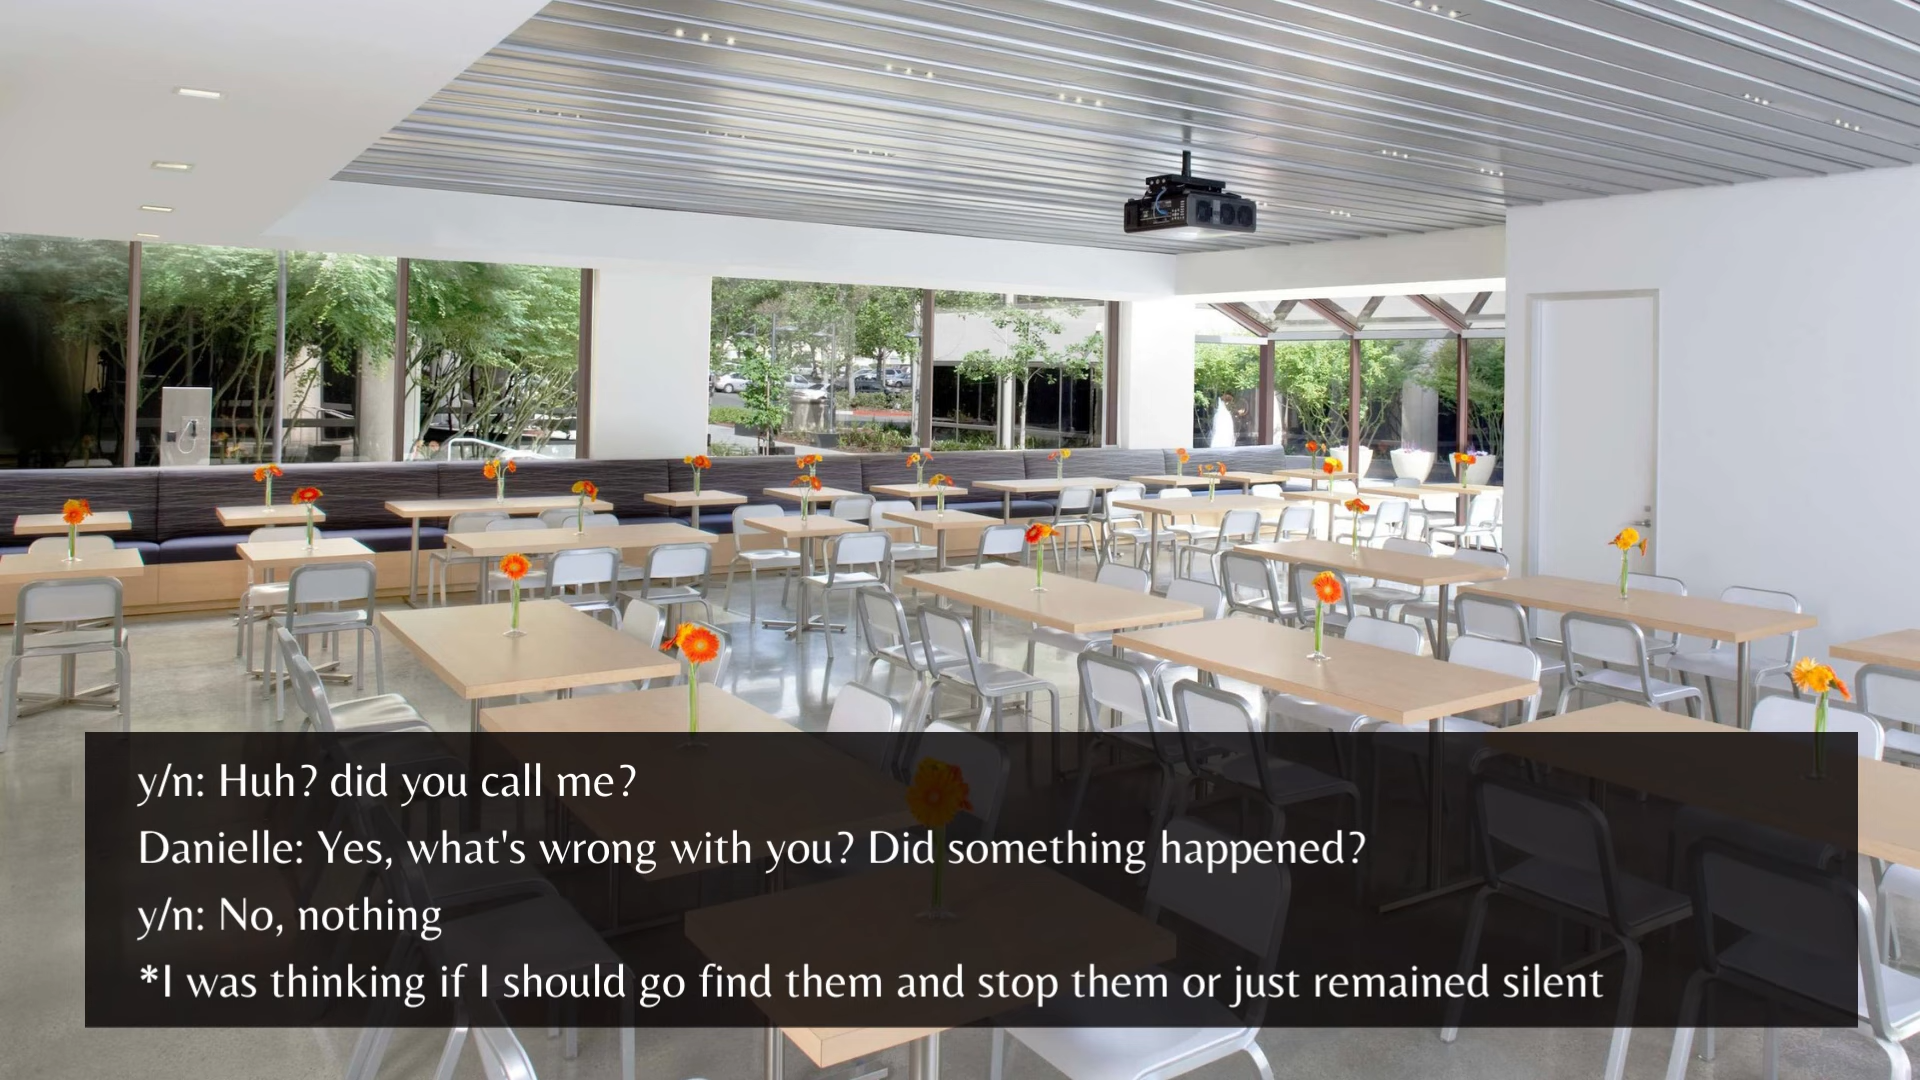 y/n: Huh? did you call me?
Danielle: Yes, what's wrong with you? Did something happened?
y/n: No, nothing
*I was thinking if I should go find them and stop them or just remained silent